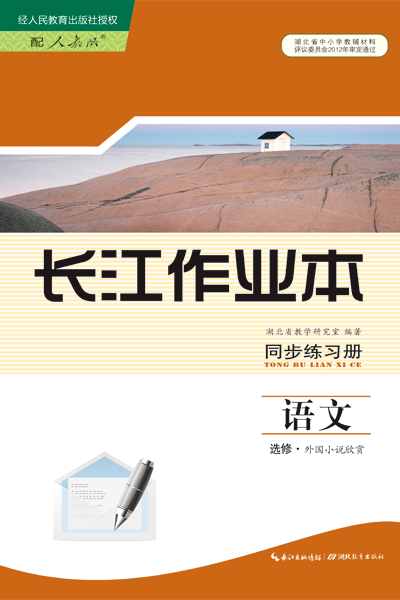 经人民教育出版社授权
配 人教版
湖北省中小学教辅材料
评议委员会2012年审定通过
长江作业本
湖北省教学研究室 编著
同步练习册
TONG BU LIAN XI CE
语文
选修·外国小说欣赏
长江出版传媒 湖北教育出版社